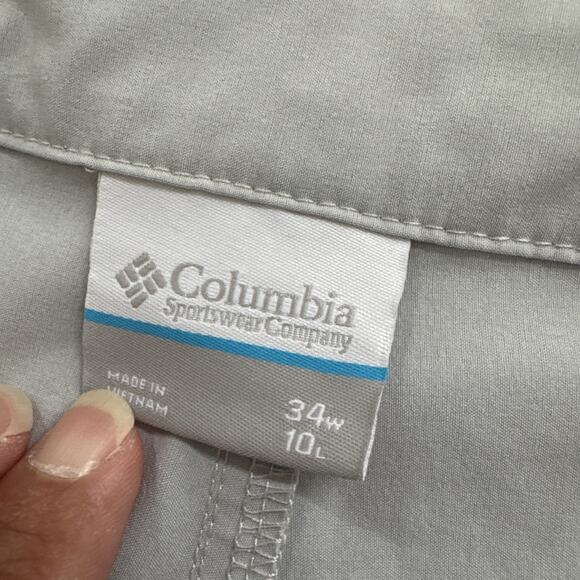 Columbia
Sportswear Company
MADE IN
VIETNAM
34W
10L